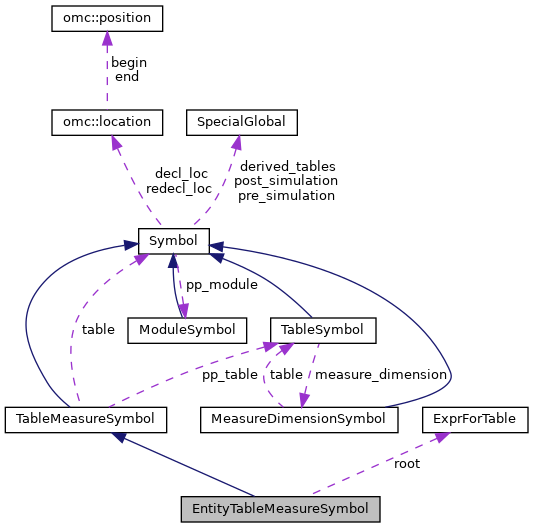 omc::position
begin
end
omc::location
SpecialGlobal
decl_loc
redecl_loc
derived_tables
post_simulation
pre_simulation
Symbol
pp_module
table
ModuleSymbol
TableSymbol
pp_table
table
measure_dimension
TableMeasureSymbol
MeasureDimensionSymbol
ExprForTable
root
EntityTableMeasureSymbol